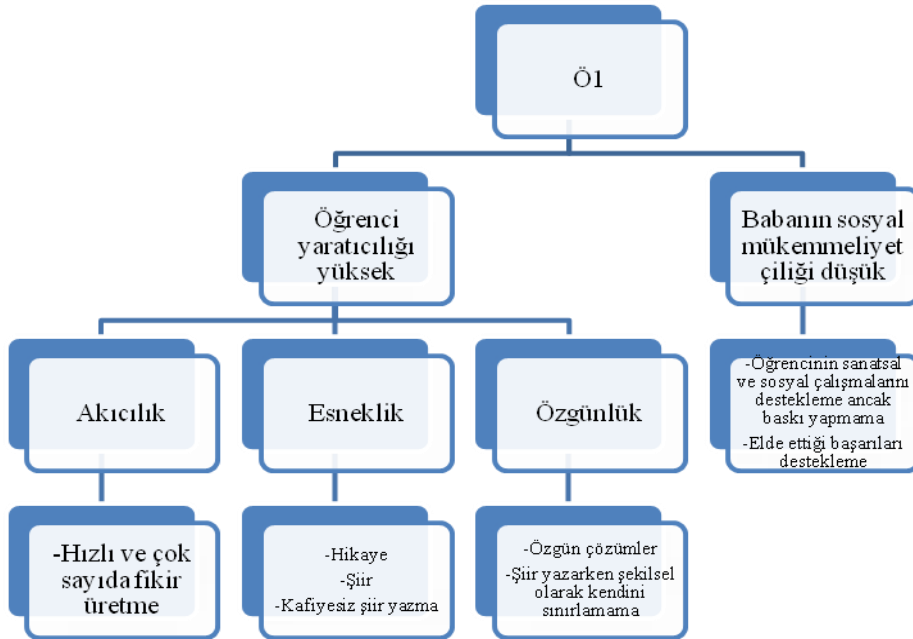 Ö1
Öğrenci
yaratıcılığı
yüksek
Babanın sosyal
mükemmeliyet
çiliği düşük
Akıcılık
Esneklik
Özgünlük
-Öğrencinin sanatsal
ve sosyal çalışmalarını
destekleme ancak
baskı yapmama
-Elde ettiği başarıları
destekleme
-Hızlı ve çok
sayıda fikir
üretme
-Hikaye
-Şiir
-Kafiyesiz şiir yazma
-Özgün çözümler
-Şiir yazarken şekilsel
olarak kendini
sınırlamama